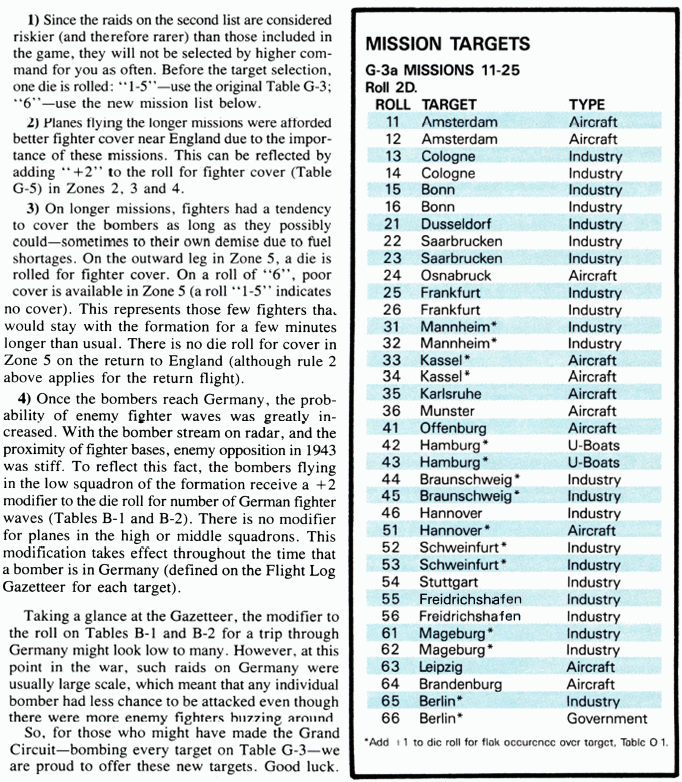 1) Since the raids on the second list are considered
riskier (and therefore rarer) than those included in
the game, they will not be selected by higher com-
mand for you as often. Before the target selection,
one die is rolled: “1-5”—use the original Table G-3;
“6”—use the new mission list below.
2) Planes flying the longer missions were afforded
better fighter cover near England due to the impor-
tance of these missions. This can be reflected by
adding “+2” to the roll for fighter cover (Table
G-5) in Zones 2, 3 and 4.
3) On longer missions, fighters had a tendency
to cover the bombers as long as they possibly
could—sometimes to their own demise due to fuel
shortages. On the outward leg in Zone 5, a die is
rolled for fighter cover. On a roll of “6”, poor
cover is available in Zone 5 (a roll “1-5” indicates
no cover). This represents those few fighters that
would stay with the formation for a few minutes
longer than usual. There is no die roll for cover in
Zone 5 on the return to England (although rule 2
above applies for the return flight).
4) Once the bombers reach Germany, the prob-
ability of enemy fighter waves was greatly in-
creased. With the bomber stream on radar, and the
proximity of fighter bases, enemy opposition in 1943
was stiff. To reflect this fact, the bombers flying
in the low squadron of the formation receive a +2
modifier to the die roll for number of German fighter
waves (Tables B-1 and B-2). There is no modifier
for planes in the high or middle squadrons. This
modification takes effect throughout the time that
a bomber is in Germany (defined on the Flight Log
Gazetteer for each target).
Taking a glance at the Gazetteer, the modifier to
the roll on Tables B-1 and B-2 for a trip through
Germany might look low to many. However, at this
point in the war, such raids on Germany were
usually large scale, which meant that any individual
bomber had less chance to be attacked even though
there were more enemy fighters buzzing around.
So, for those who might have made the Grand
Circuit—bombing every target on Table G-3—we
are proud to offer these new targets. Good luck.
MISSION TARGETS
G-3a MISSIONS 11-25
Roll 2D.
ROLL TARGET TYPE
11 Amsterdam Aircraft
12 Amsterdam Aircraft
13 Cologne Industry
14 Cologne Industry
15 Bonn Industry
16 Bonn Industry
21 Dusseldorf Industry
22 Saarbrucken Industry
23 Saarbrucken Industry
24 Osnabruck Aircraft
25 Frankfurt Industry
26 Frankfurt Industry
31 Mannheim* Industry
32 Mannheim* Industry
33 Kassel* Aircraft
34 Kassel* Aircraft
35 Karlsruhe Aircraft
36 Munster Aircraft
41 Offenburg Aircraft
42 Hamburg* U-Boats
43 Hamburg* U-Boats
44 Braunschweig* Industry
45 Braunschweig* Industry
46 Hannover Industry
51 Hannover* Aircraft
52 Schweinfurt* Industry
53 Schweinfurt* Industry
54 Stuttgart Industry
55 Freidrichshafen Industry
56 Freidrichshafen Industry
61 Mageburg* Industry
62 Mageburg* Industry
63 Leipzig Aircraft
64 Brandenburg Aircraft
65 Berlin* Industry
66 Berlin* Government
*Add +1 to die roll for flak occurence over target, Table O 1.